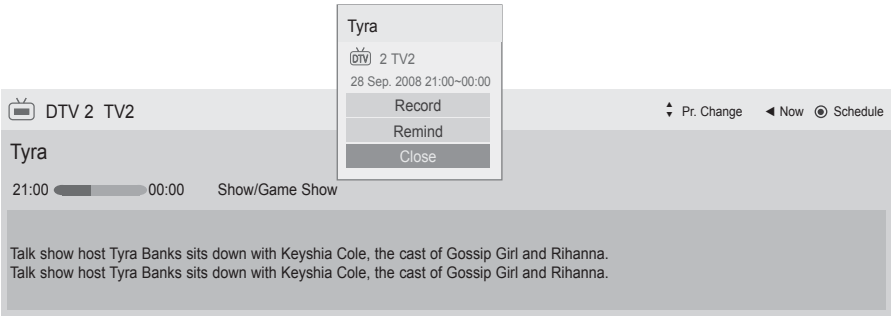 Tyra
DTV 2 TV2
28 Sep. 2008 21:00~00:00
Record
Remind
Close
DTV 2 TV2
Pr. Change ◀ Now ◉ Schedule
Tyra
21:00 00:00 Show/Game Show
Talk show host Tyra Banks sits down with Keyshia Cole, the cast of Gossip Girl and Rihanna.
Talk show host Tyra Banks sits down with Keyshia Cole, the cast of Gossip Girl and Rihanna.